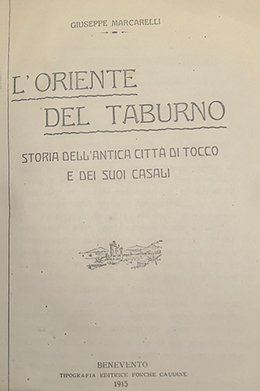 GIUSEPPE MARCARELLI
L'ORIENTE
DEL TABURNO
STORIA DELL'ANTICA CITTÀ DI TOCCO
E DEI SUOI CASALI
BENEVENTO
TIPOGRAFIA EDITRICE FORCHE CAUDINE
1915